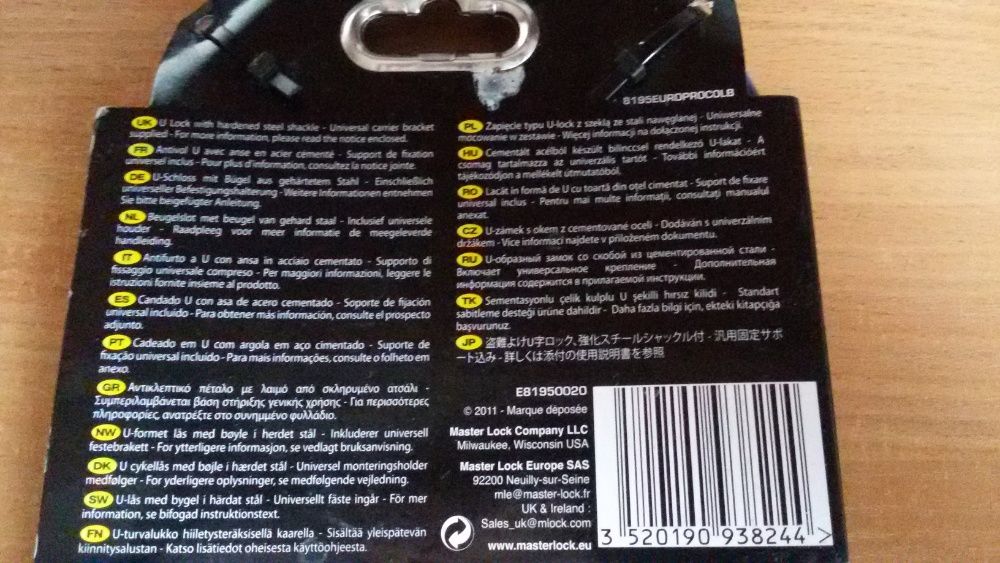 8195EURDPROCOLB
UK U Lock with hardened steel shackle - Universal carrier bracket
supplied - For more information, please read the notice enclosed.
FR Antivol U avec anse en acier cémenté - Support de fixation
universel inclus - Pour plus d'information, consultez la notice jointe.
DE U-Schloss mit Bügel aus gehärtetem Stahl - Einschließlich
universeller Befestigungshalterung - Weitere Informationen entnehmen
Sie bitte beigefügter Anleitung.
NL Beugelslot met beugel van gehard staal - Inclusief universele
houder - Raadpleeg voor meer informatie de meegeleverde
handleiding.
IT Antifurto a U con ansa in acciaio cementato - Supporto di
fissaggio universale compreso - Per maggiori informazioni, leggere le
istruzioni fornite insieme al prodotto.
ES Candado U con asa de acero cementado - Soporte de fijación
universal incluido - Para obtener más información, consulte el prospecto
adjunto.
PT Cadeado em U com argola em aço cimentado - Suporte de
fixação universal incluído - Para mais informações, consulte o folheto em
anexo.
GR Αντικλεπτικό πέταλο με λαιμό από σκληρυμένο ατσάλι -
Συμπεριλαμβάνεται βάση στήριξης γενικής χρήσης - Για περισσότερες
πληροφορίες, ανατρέξτε στο συνημμένο φυλλάδιο.
NW U-formet lås med bøyle i herdet stål - Inkluderer universell
festebrakett - For ytterligere informasjon, se vedlagt bruksanvisning.
DK U cykellås med bøjle i hærdet stål - Universel monteringsholder
medfølger - For yderligere oplysninger, se medfølgende vejledning.
SW U-lås med bygel i härdat stål - Universellt fäste ingår - För mer
information, se bifogad instruktionstext.
FN U-turvalukko hiiletysteräksisellä kaarella - Sisältää yleispätevän
kiinnitysalustan - Katso lisätiedot oheisesta käyttöohjeesta.
PL Zapięcie typu U-lock z szeklą ze stali nawęglanej - Uniwersalne
mocowanie w zestawie - Więcej informacji na dołączonej instrukcji.
HU Cementált acélból készült bilinccsel rendelkező U-lakat - A
csomag tartalmazza az univerzális tartót - További információért
tájékozódjon a mellékelt útmutatóból.
RO Lacăt in formă de U cu toartă din oțel cimentat - Suport de fixare
universal inclus - Pentru mai multe informații, consultați manualul
anexat.
CZ U-zámek s okem z cementované oceli - Dodáván s univerzálním
držákem - Více informací najdete v přiloženém dokumentu.
RU U-образный замок со скобой из цементированной стали -
Включает универсальное крепление - Дополнительная
информация содержится в прилагаемой инструкции.
TK Sementasyonlu çelik kulplu U şekilli hırsız kilidi - Standart
sabitleme desteği ürüne dahildir - Daha fazla bilgi için, ekteki kitapçığa
başvurunuz.
JP 盗難よけU字ロック、強化スチールシャックル付 - 汎用固定サポ
ート込み - 詳しくは添付の使用説明書を参照
E81950020
© 2011 - Marque déposée
Master Lock Company LLC
Milwaukee, Wisconsin USA
Master Lock Europe SAS
92200 Neuilly-sur-Seine
mle@master-lock.fr
UK & Ireland :
Sales_uk@mlock.com
www.masterlock.eu
3 520190 938244 >